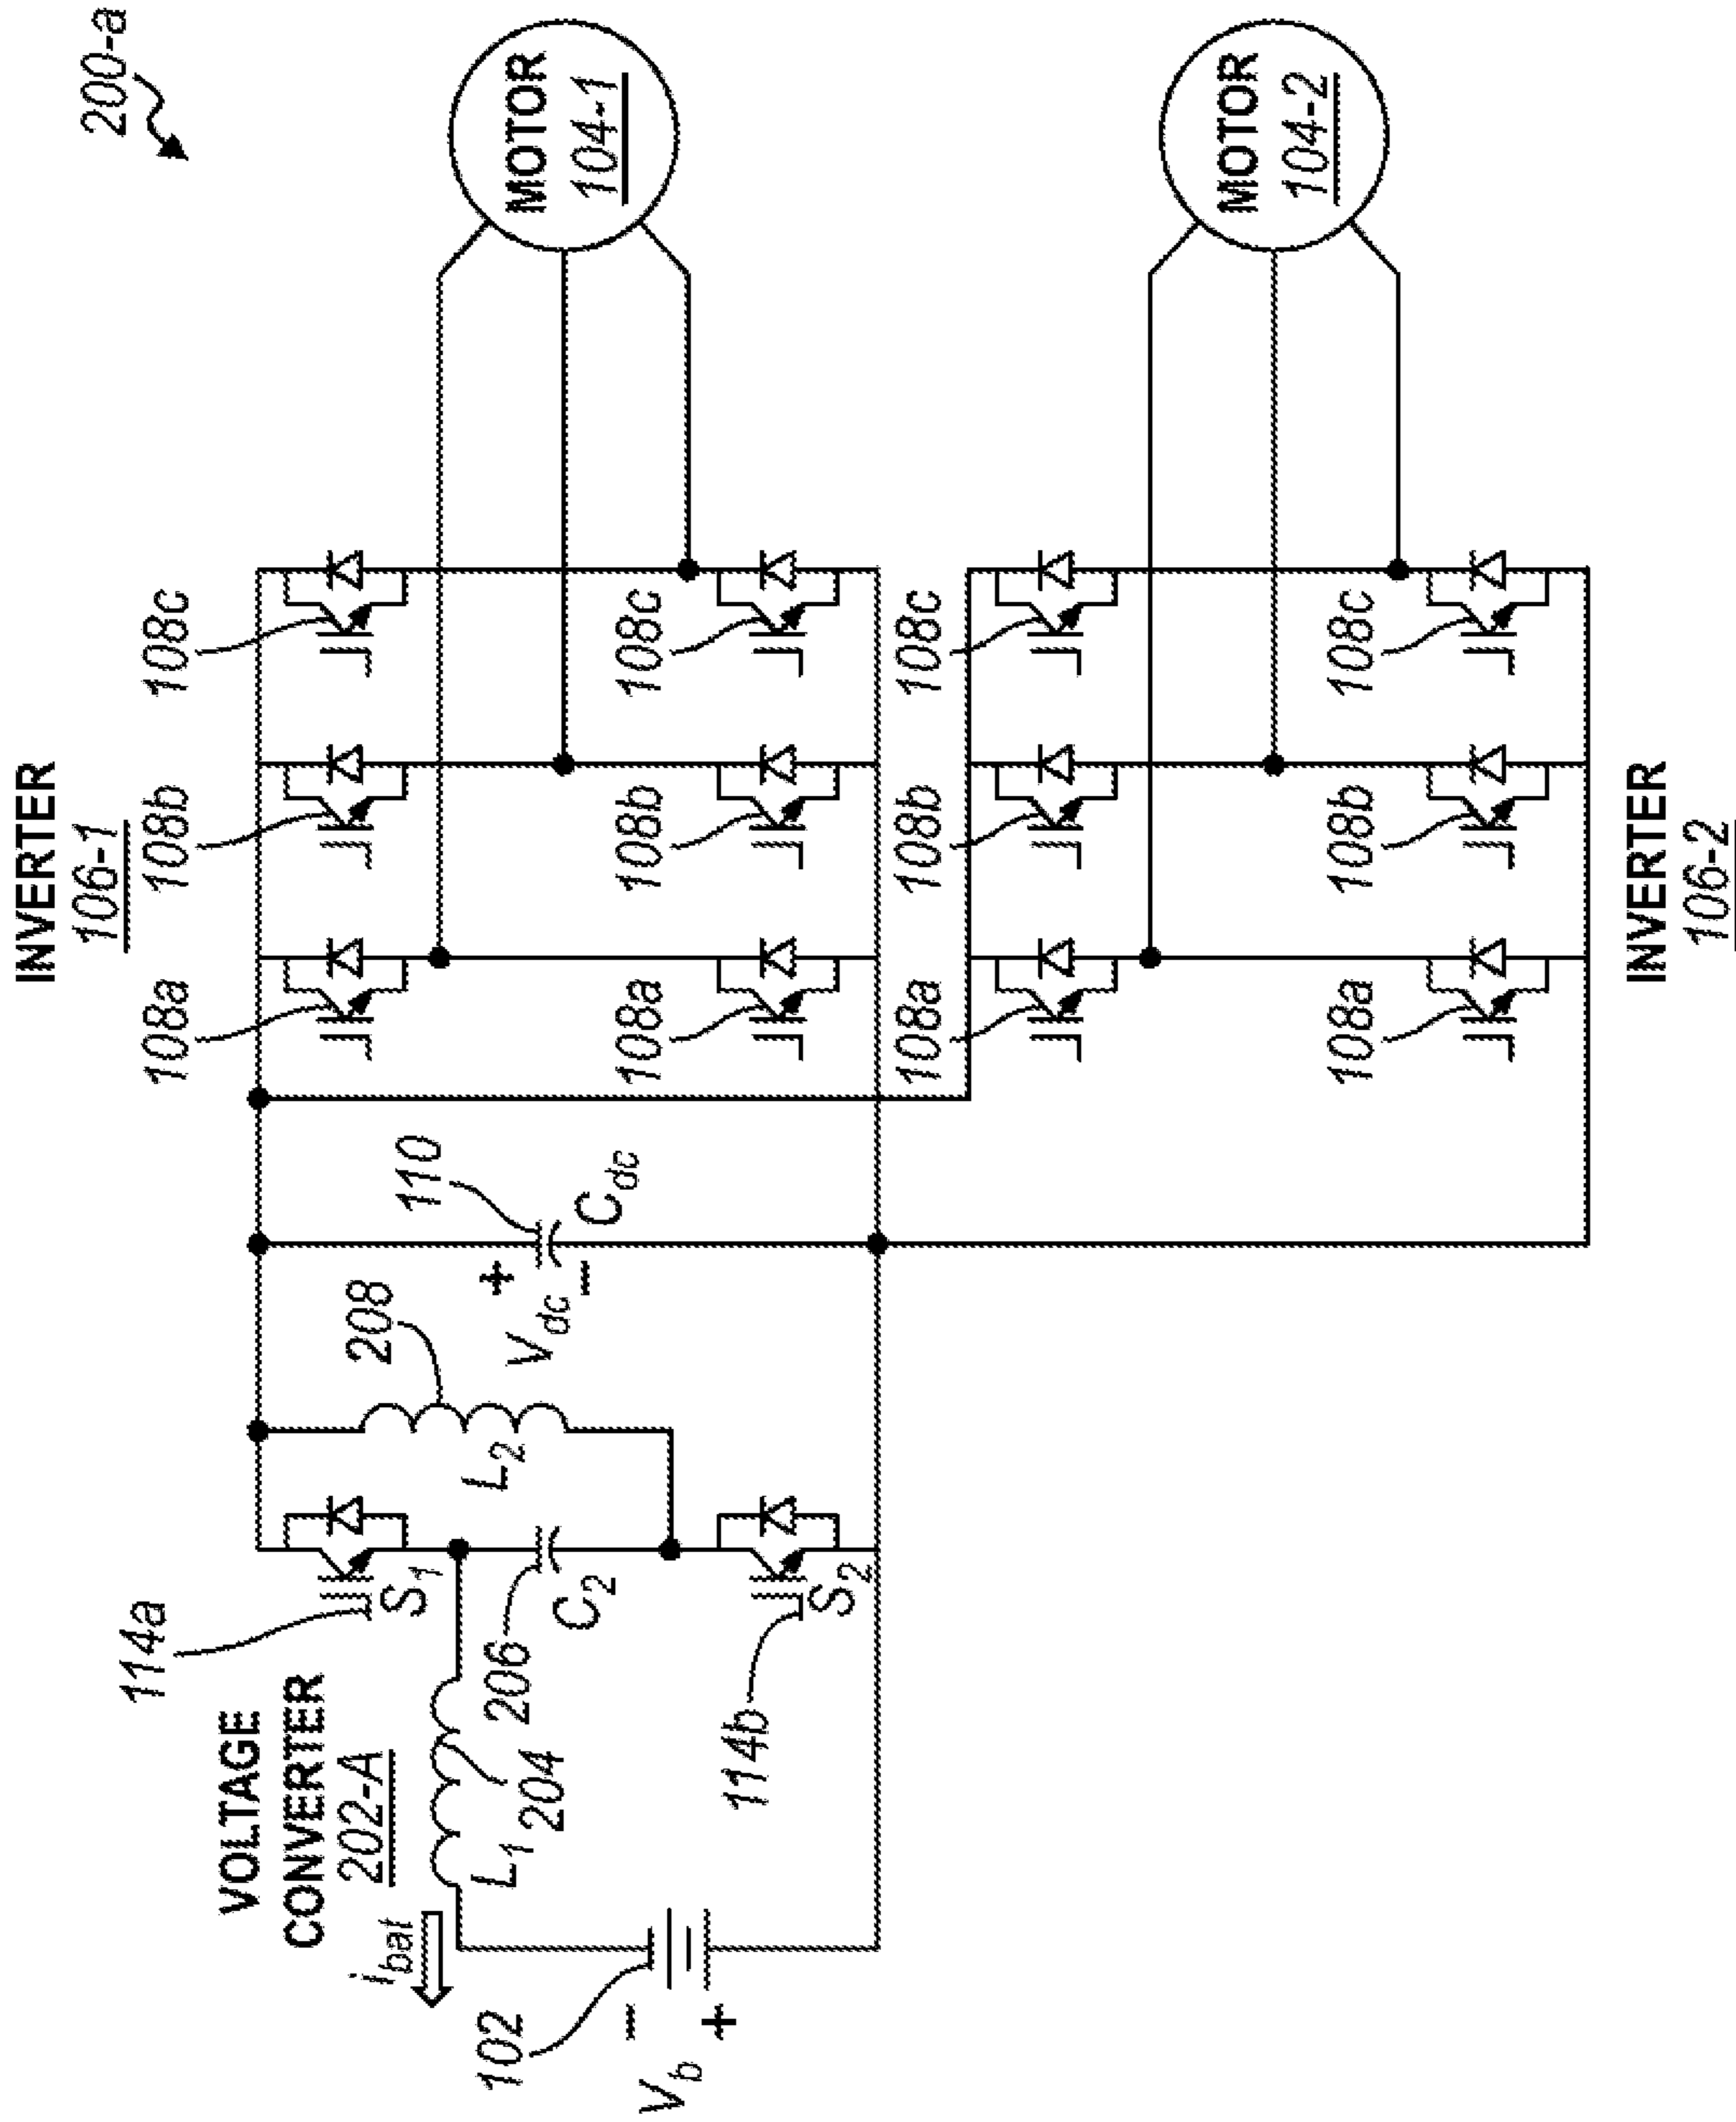 200-a
INVERTER
106-1
108a
108b
108c
MOTOR
104-1
108a
108b
108c
VOLTAGE
CONVERTER
202-A
114a
S1
208
L2
110
Vdc
+
−
Cdc
ibat
L1
204
206
C2
102
Vb
−
+
114b
S2
108a
108b
108c
MOTOR
104-2
108a
108b
108c
INVERTER
106-2